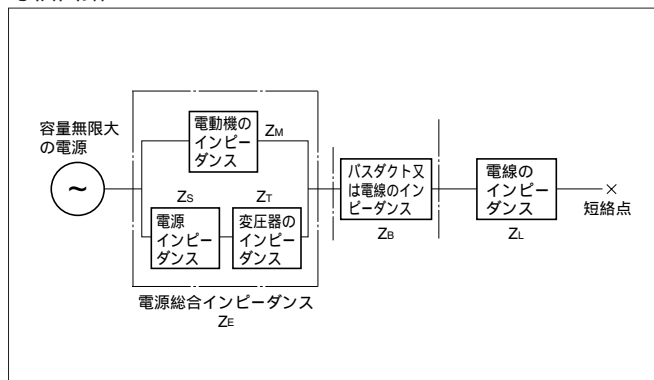 容量無限大
の電源
~
電動機の
インピー
ダンス
ZM
ZS
電源
インピー
ダンス
ZT
変圧器の
インピー
ダンス
電源総合インピーダンス
ZE
バスダクト又
は電線のイン
ピーダンス
ZB
電線の
インピー
ダンス
ZL
×
短絡点